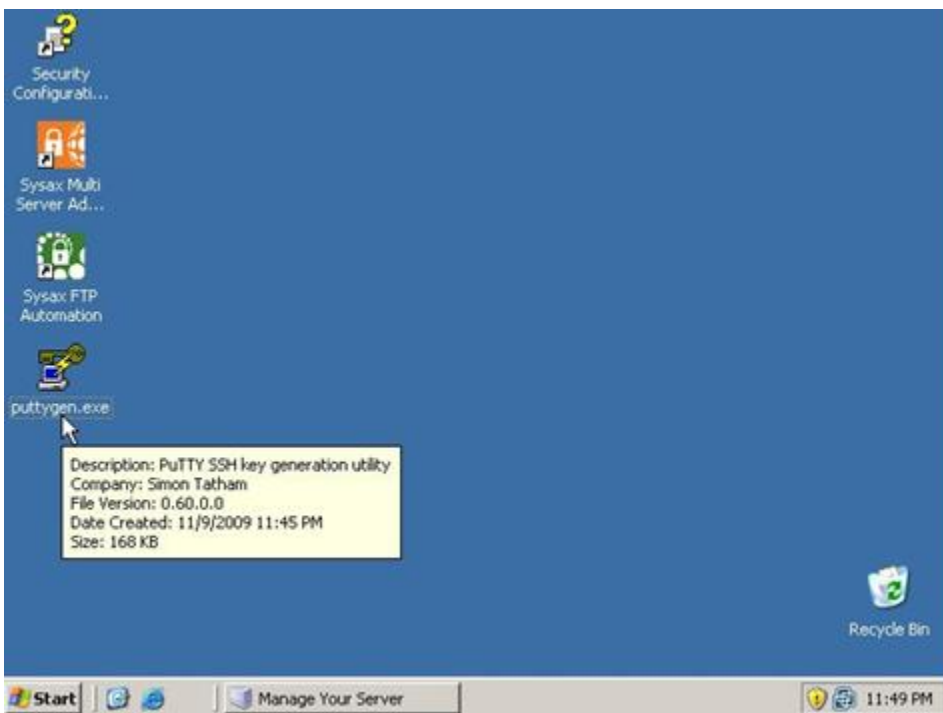 Security
Configurati...
Sysax Multi
Server Ad...
Sysax FTP
Automation
puttygen.exe
Description: PuTTY SSH key generation utility
Company: Simon Tatham
File Version: 0.60.0.0
Date Created: 11/9/2009 11:45 PM
Size: 168 KB
Recycle Bin
Start
Manage Your Server
11:49 PM